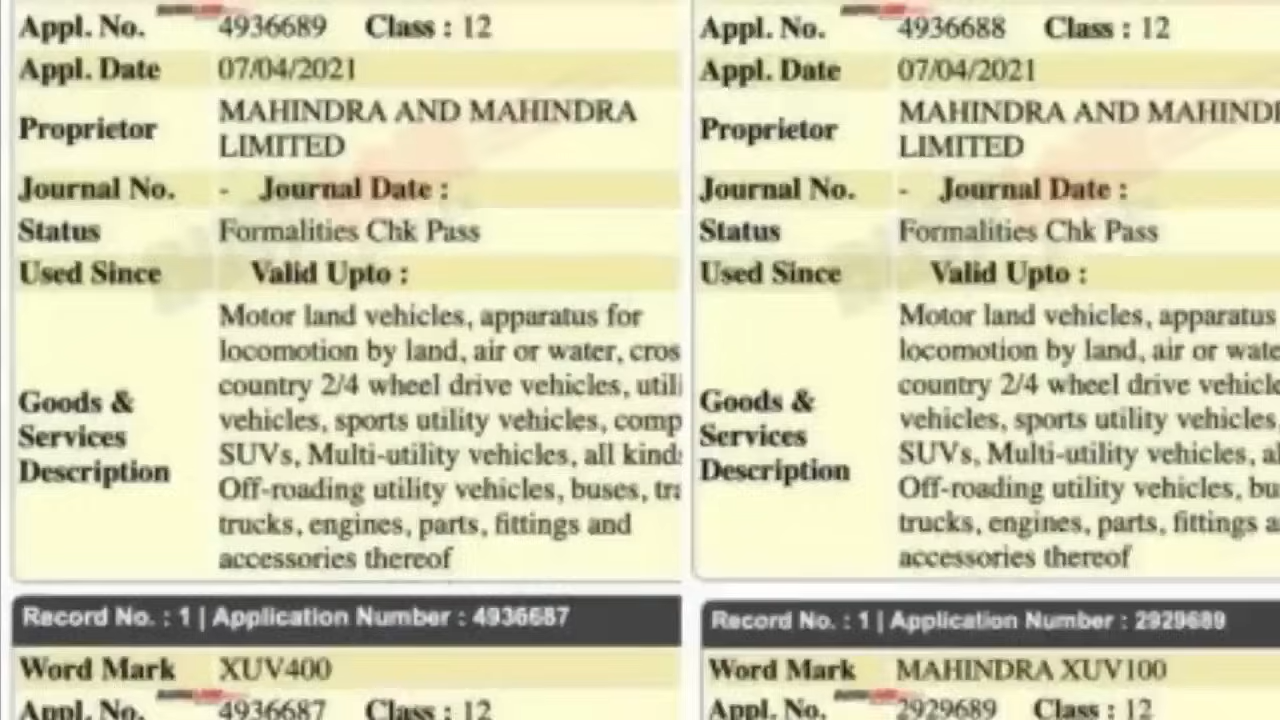 Appl. No. 4936689 Class : 12
Appl. Date 07/04/2021
Proprietor MAHINDRA AND MAHINDRA
LIMITED
Journal No. - Journal Date :
Status Formalities Chk Pass
Used Since Valid Upto :
Goods &
Services
Description
Motor land vehicles, apparatus for
locomotion by land, air or water, cros
country 2/4 wheel drive vehicles, utili
vehicles, sports utility vehicles, comp
SUVs, Multi-utility vehicles, all kind
Off-roading utility vehicles, buses, tra
trucks, engines, parts, fittings and
accessories thereof
Record No. : 1 | Application Number : 4936687
Word Mark XUV400
Appl. No. 4936687 Class : 12
Appl. No. 4936688 Class : 12
Appl. Date 07/04/2021
Proprietor MAHINDRA AND MAHIND
LIMITED
Journal No. - Journal Date :
Status Formalities Chk Pass
Used Since Valid Upto :
Goods &
Services
Description
Motor land vehicles, apparatus
locomotion by land, air or wate
country 2/4 wheel drive vehicle
vehicles, sports utility vehicles,
SUVs, Multi-utility vehicles, al
Off-roading utility vehicles, bu
trucks, engines, parts, fittings a
accessories thereof
Record No. : 1 | Application Number : 2929689
Word Mark MAHINDRA XUV100
Appl. No. 2929689 Class : 12